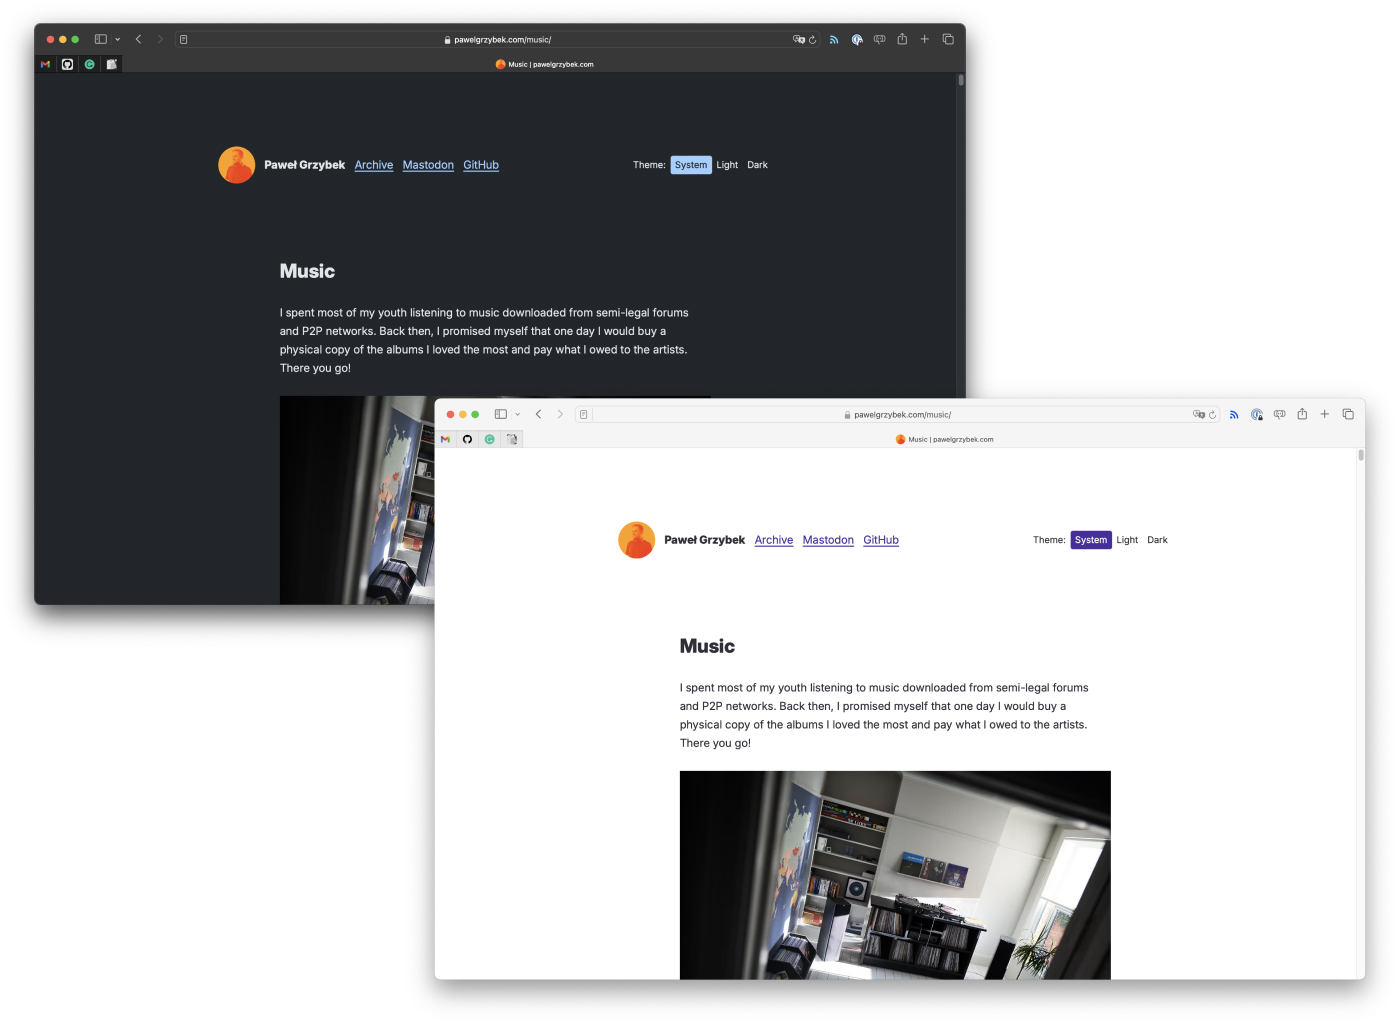 pawelgrzybek.com/music/
Music | pawelgrzybek.com
Paweł Grzybek Archive Mastodon GitHub Theme: System Light Dark
Music
I spent most of my youth listening to music downloaded from semi-legal forums
and P2P networks. Back then, I promised myself that one day I would buy a
physical copy of the albums I loved the most and pay what I owed to the artists.
There you go!
pawelgrzybek.com/music/
Music | pawelgrzybek.com
Paweł Grzybek Archive Mastodon GitHub Theme: System Light Dark
Music
I spent most of my youth listening to music downloaded from semi-legal forums
and P2P networks. Back then, I promised myself that one day I would buy a
physical copy of the albums I loved the most and pay what I owed to the artists.
There you go!